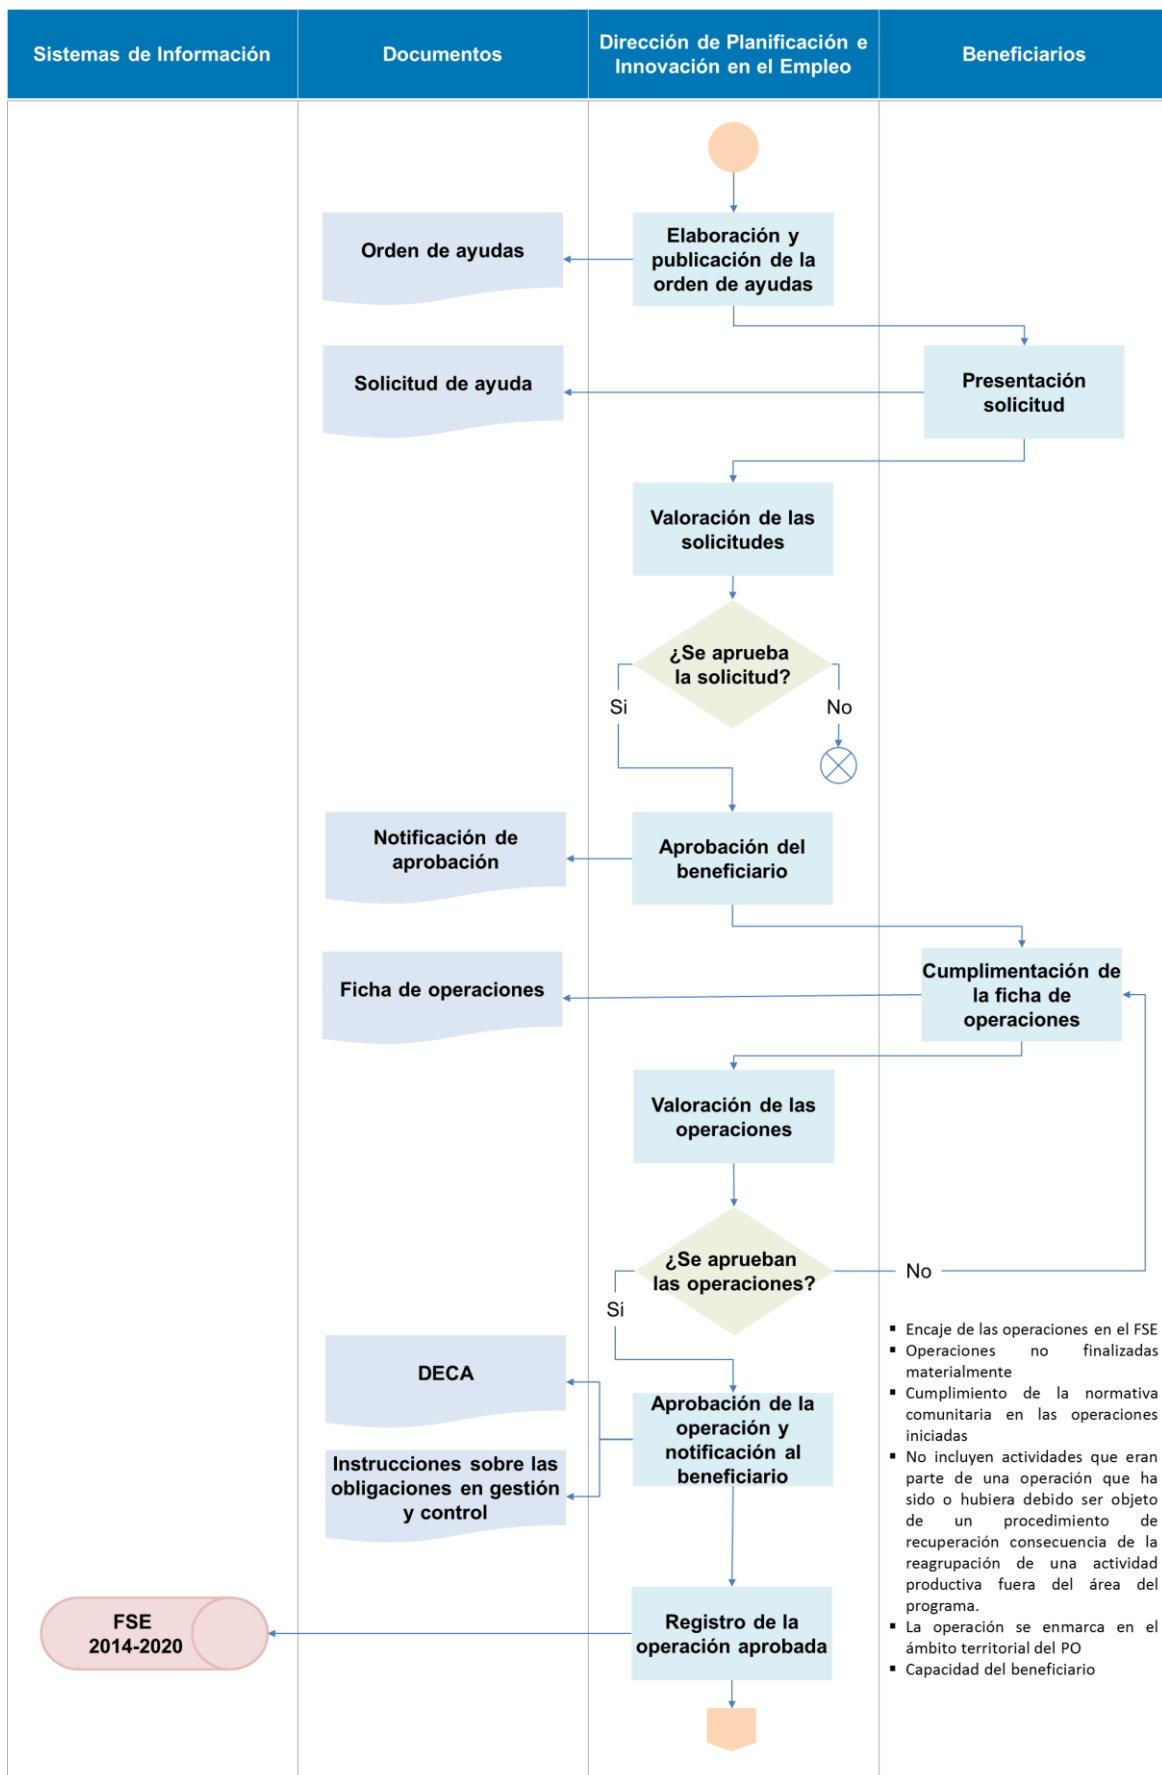 Sistemas de Información
Documentos
Dirección de Planificación e
Innovación en el Empleo
Beneficiarios
Orden de ayudas
Elaboración y
publicación de la
orden de ayudas
Solicitud de ayuda
Presentación
solicitud
Valoración de las
solicitudes
¿Se aprueba
la solicitud?
Si
No
Notificación de
aprobación
Aprobación del
beneficiario
Ficha de operaciones
Cumplimentación de
la ficha de
operaciones
Valoración de las
operaciones
¿Se aprueban
las operaciones?
No
Si
DECA
Instrucciones sobre las
obligaciones en gestión
y control
Aprobación de la
operación y
notificación al
beneficiario
▪ Encaje de las operaciones en el FSE
▪ Operaciones no finalizadas
materialmente
▪ Cumplimiento de la normativa
comunitaria en las operaciones
iniciadas
▪ No incluyen actividades que eran
parte de una operación que ha
sido o hubiera debido ser objeto
de un procedimiento de
recuperación consecuencia de la
reagrupación de una actividad
productiva fuera del área del
programa.
▪ La operación se enmarca en el
ámbito territorial del PO
▪ Capacidad del beneficiario
FSE
2014-2020
Registro de la
operación aprobada